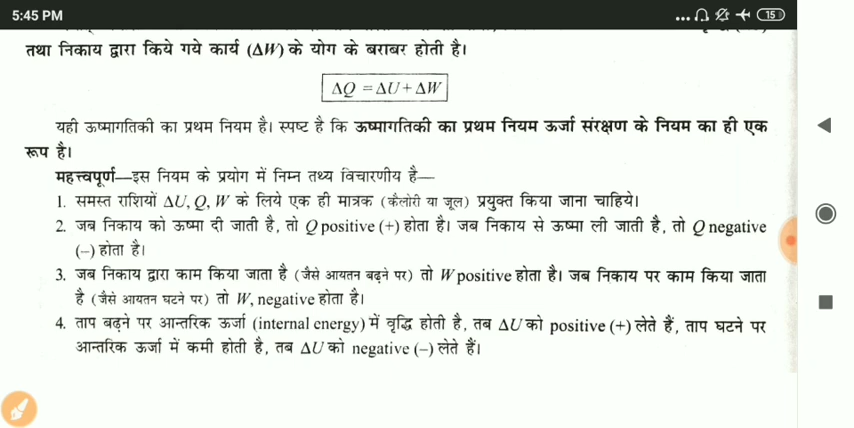 5:45 PM
15
तथा निकाय द्वारा किये गये कार्य (ΔW) के योग के बराबर होती है।
ΔQ = ΔU + ΔW
यही ऊष्मागतिकी का प्रथम नियम है। स्पष्ट है कि ऊष्मागतिकी का प्रथम नियम ऊर्जा संरक्षण के नियम का ही एक
रूप है।
महत्त्वपूर्ण—इस नियम के प्रयोग में निम्न तथ्य विचारणीय है—
1. समस्त राशियों ΔU, Q, W के लिये एक ही मात्रक (कैलोरी या जूल) प्रयुक्त किया जाना चाहिये।
2. जब निकाय को ऊष्मा दी जाती है, तो Q positive (+) होता है। जब निकाय से ऊष्मा ली जाती है, तो Q negative
(–) होता है।
3. जब निकाय द्वारा काम किया जाता है (जैसे आयतन बढ़ने पर) तो W positive होता है। जब निकाय पर काम किया जाता
है (जैसे आयतन घटने पर) तो W, negative होता है।
4. ताप बढ़ने पर आन्तरिक ऊर्जा (internal energy) में वृद्धि होती है, तब ΔU को positive (+) लेते हैं, ताप घटने पर
आन्तरिक ऊर्जा में कमी होती है, तब ΔU को negative (–) लेते हैं।